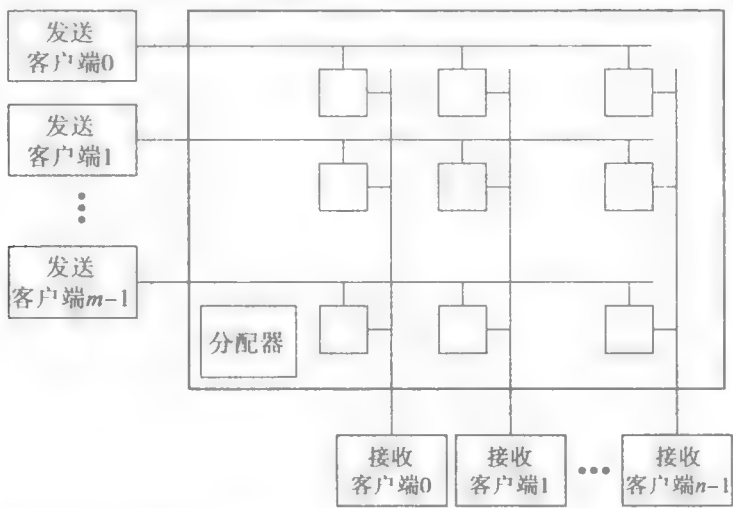 发送
客户端0
发送
客户端1
发送
客户端m-1
分配器
接收
客户端0
接收
客户端1
接收
客户端n-1